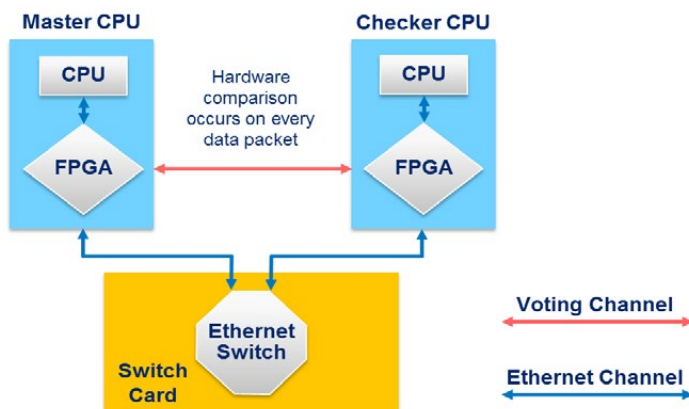 Master CPU
Checker CPU
CPU
CPU
Hardware
comparison
occurs on every
data packet
FPGA
FPGA
Ethernet
Switch
Switch
Card
Voting Channel
Ethernet Channel